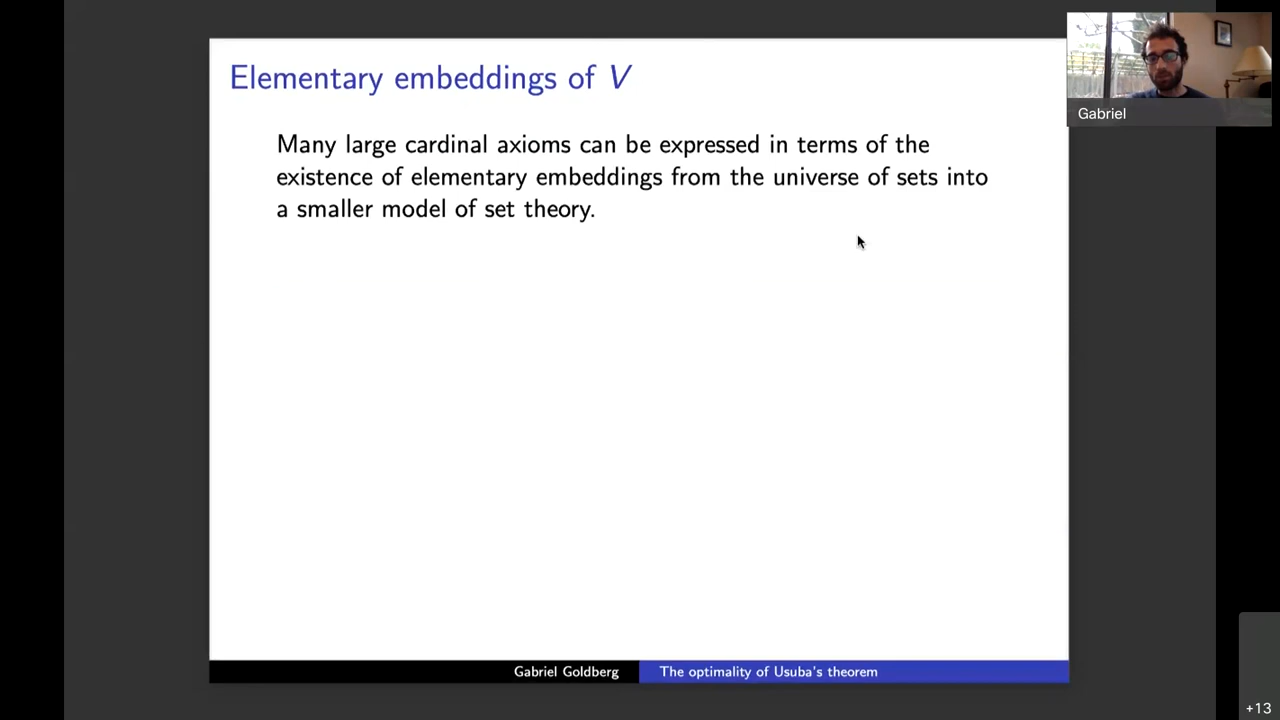 Elementary embeddings of V
Gabriel
Many large cardinal axioms can be expressed in terms of the
existence of elementary embeddings from the universe of sets into
a smaller model of set theory.
Gabriel Goldberg
The optimality of Usuba's theorem
+13